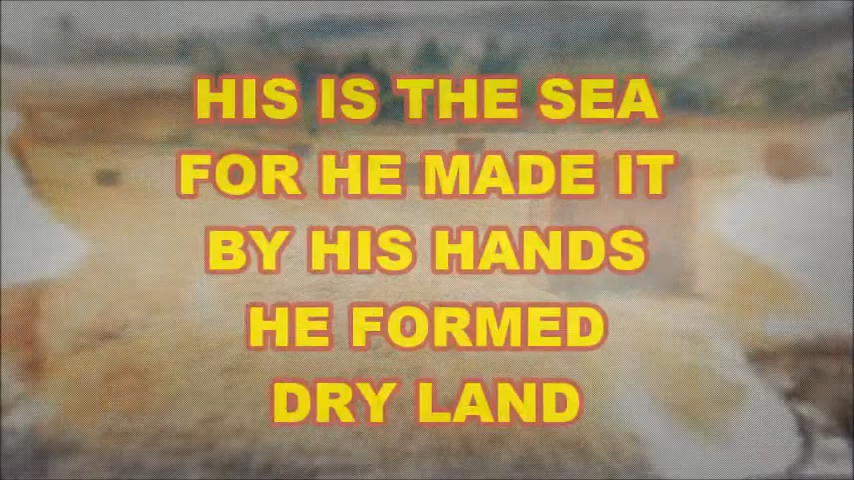 HIS IS THE SEA
FOR HE MADE IT
BY HIS HANDS
HE FORMED
DRY LAND